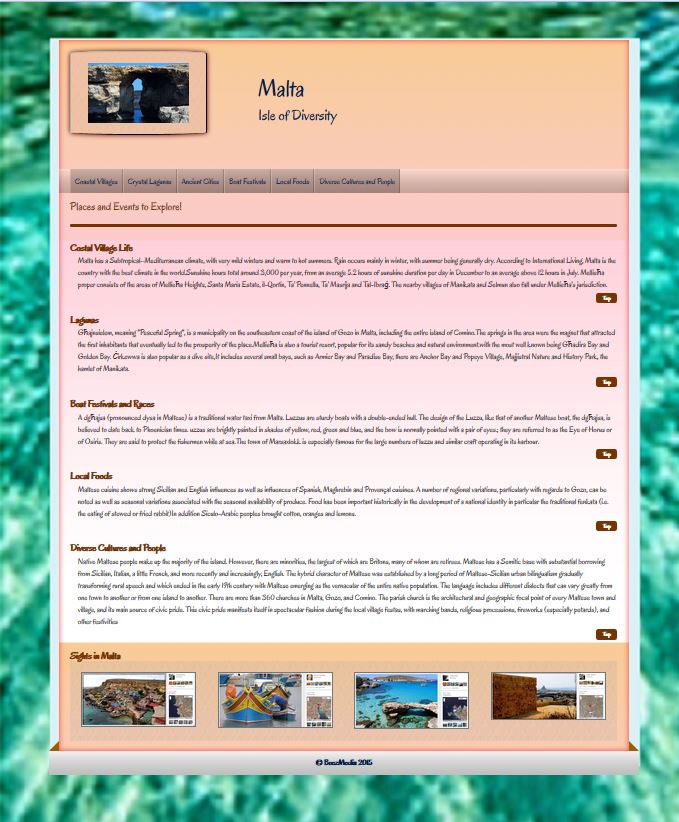 Malta
Isle of Diversity
Coastal Villages Crystal Lagunas Ancient Cities Boat Festivals Local Foods Diverse Cultures and People
Places and Events to Explore!
Costal Village Life
Malta has a Subtropical–Mediterranean climate, with very mild winters and warm to hot summers. Rain occurs mainly in winter, with summer being generally dry. According to International Living, Malta is the
country with the best climate in the world.Sunshine hours total around 3,000 per year, from an average 5.2 hours of sunshine duration per day in December to an average above 12 hours in July. Mellieħa
proper consists of the areas of Mellieħa Heights, Santa Maria Estate, il-Qortin, Ta' Pennella, Ta' Masrija and Tal-Ibraġ. The nearby villages of Manikata and Selmun also fall under Mellieħa's jurisdiction.
Top
Lagunas
Għajnsielem, meaning "Peaceful Spring", is a municipality on the southeastern coast of the island of Gozo in Malta, including the entire island of Comino.The springs in the area were the magnet that attracted
the first inhabitants that eventually led to the prosperity of the place.Mellieħa is also a tourist resort, popular for its sandy beaches and natural environment.with the most well known being Għadira Bay and
Golden Bay. Ċirkewwa is also popular as a dive site,It includes several small bays, such as Armier Bay and Paradise Bay, there are Anchor Bay and Popeye Village, Majjistral Nature and History Park, the
hamlet of Manikata.
Top
Boat Festivals and Races
A dgħajsa (pronounced dysa in Maltese) is a traditional water taxi from Malta. Luzzus are sturdy boats with a double-ended hull. The design of the Luzzu, like that of another Maltese boat, the dgħajsa, is
believed to date back to Phoenician times. uzzus are brightly painted in shades of yellow, red, green and blue, and the bow is normally pointed with a pair of eyes; they are referred to as the Eye of Horus or
of Osiris. They are said to protect the fishermen while at sea.The town of Marsaxlokk is especially famous for the large numbers of luzzu and similar craft operating in its harbour.
Top
Local Foods
Maltese cuisine shows strong Sicilian and English influences as well as influences of Spanish, Maghrebin and Provençal cuisines. A number of regional variations, particularly with regards to Gozo, can be
noted as well as seasonal variations associated with the seasonal availability of produce. Food has been important historically in the development of a national identity in particular the traditional fenkata (i.e.
the eating of stewed or fried rabbit)In addition Siculo-Arabic peoples brought cotton, oranges and lemons.
Top
Diverse Cultures and People
Native Maltese people make up the majority of the island. However, there are minorities, the largest of which are Britons, many of whom are retirees. Maltese has a Semitic base with substantial borrowing
from Sicilian, Italian, a little French, and more recently and increasingly, English. The hybrid character of Maltese was established by a long period of Maltese-Sicilian urban bilingualism gradually
transforming rural speech and which ended in the early 19th century with Maltese emerging as the vernacular of the entire native population. The language includes different dialects that can vary greatly from
one town to another or from one island to another. There are more than 360 churches in Malta, Gozo, and Comino. The parish church is the architectural and geographic focal point of every Maltese town and
village, and its main source of civic pride. This civic pride manifests itself in spectacular fashion during the local village festas, with marching bands, religious processions, fireworks (especially petards), and
other festivities
Top
Sights in Malta
© BeezMedia 2015